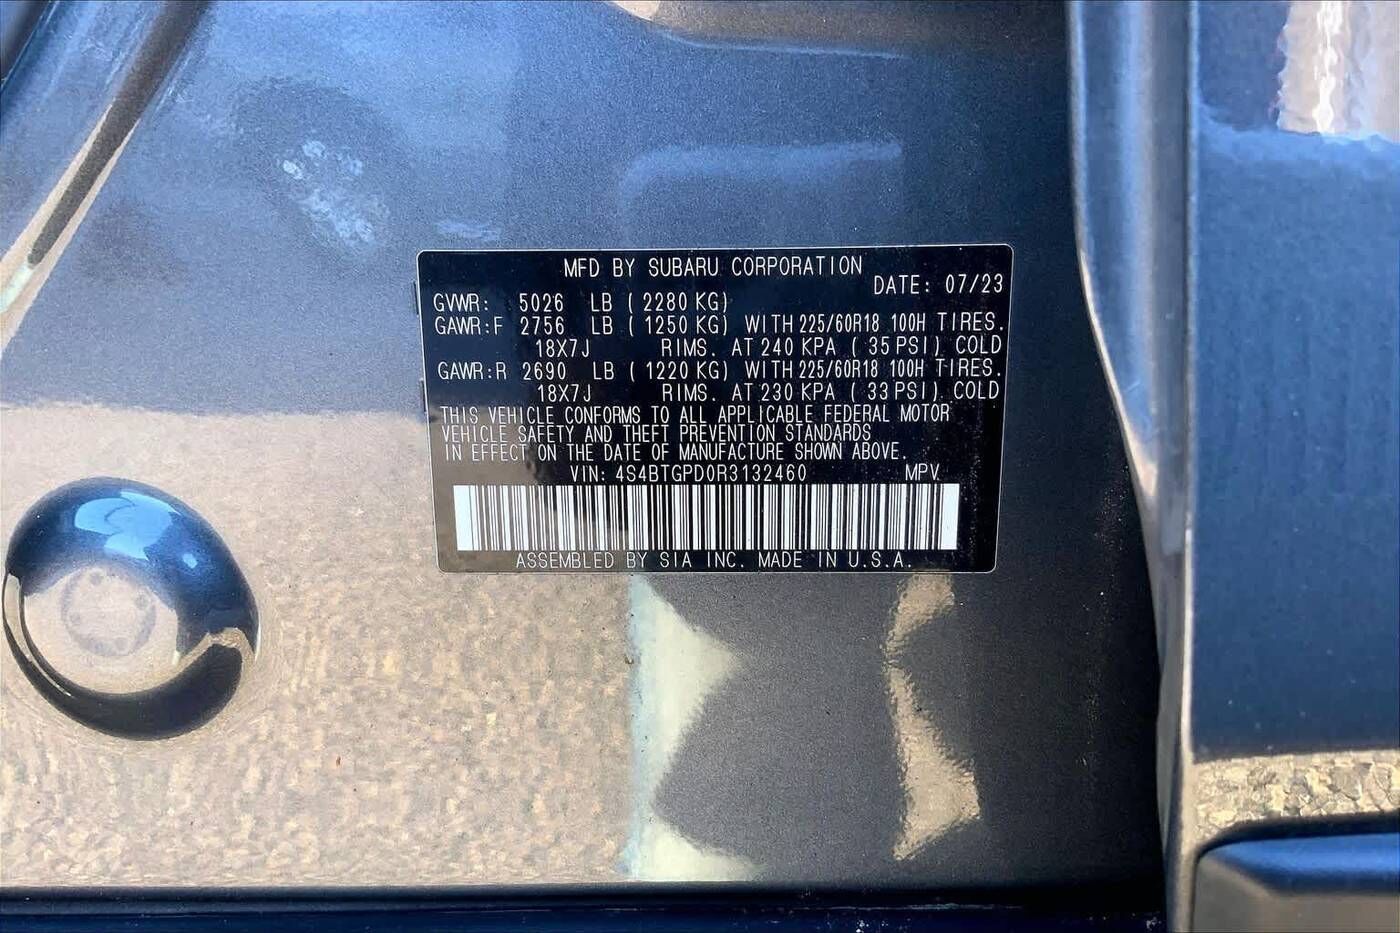 MFD BY SUBARU CORPORATION
DATE: 07/23
GVWR: 5026 LB ( 2280 KG)
GAWR:F 2756 LB ( 1250 KG) WITH 225/60R18 100H TIRES.
18X7J RIMS. AT 240 KPA ( 35 PSI) COLD
GAWR:R 2690 LB ( 1220 KG) WITH 225/60R18 100H TIRES.
18X7J RIMS. AT 230 KPA ( 33 PSI) COLD
THIS VEHICLE CONFORMS TO ALL APPLICABLE FEDERAL MOTOR
VEHICLE SAFETY AND THEFT PREVENTION STANDARDS
IN EFFECT ON THE DATE OF MANUFACTURE SHOWN ABOVE.
VIN: 4S4BTGPD0R3132460 MPV
ASSEMBLED BY SIA INC. MADE IN U.S.A.